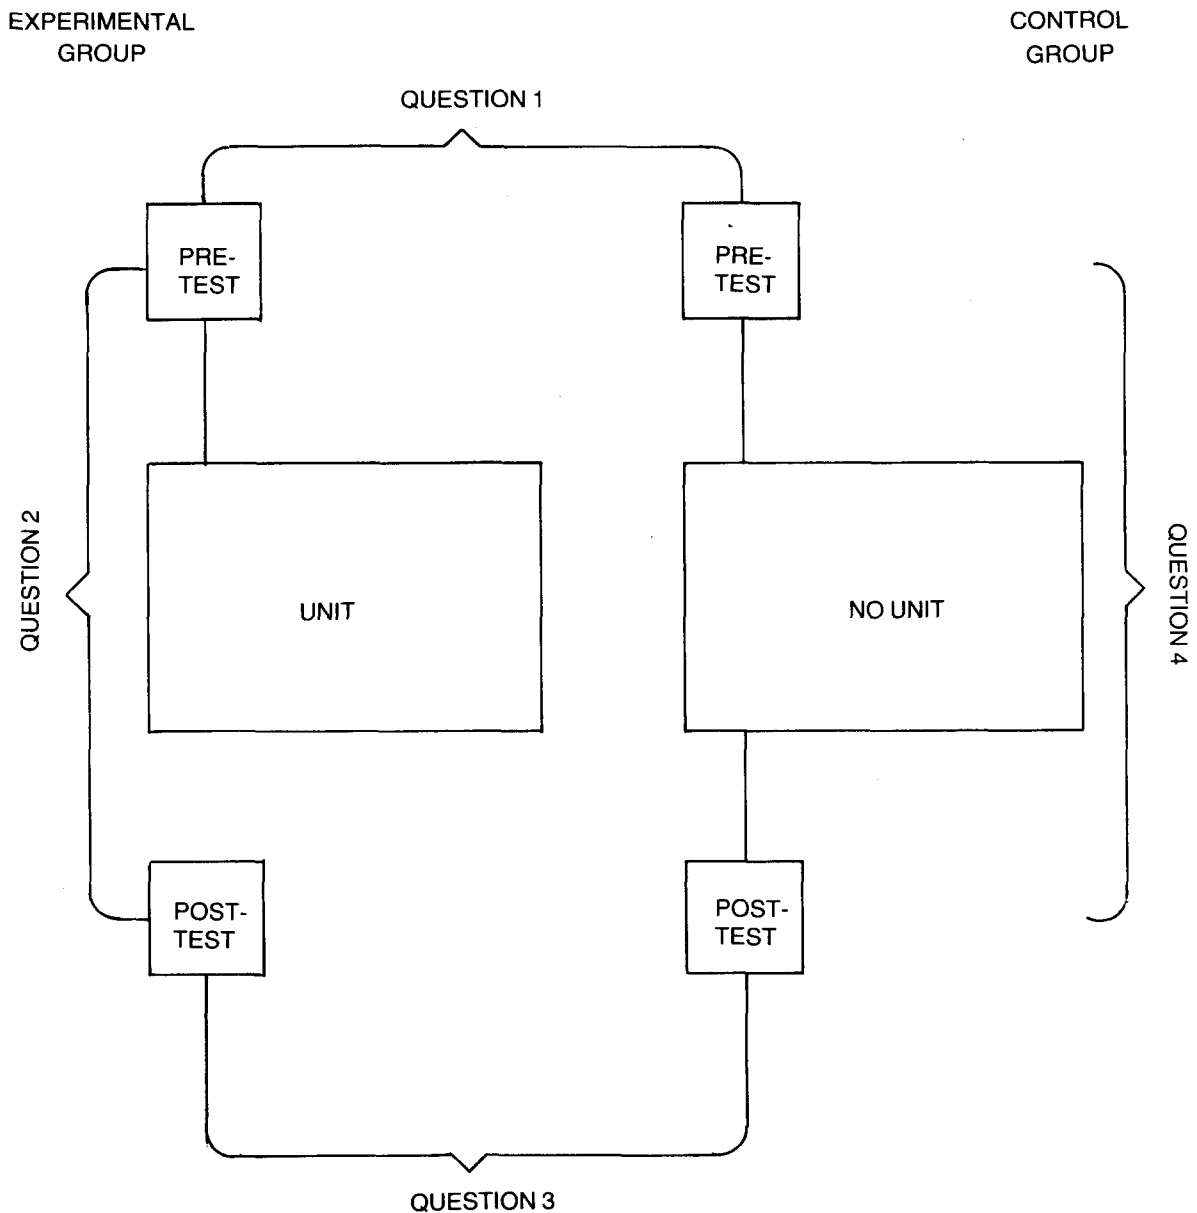 EXPERIMENTAL
GROUP
CONTROL
GROUP
QUESTION 1
PRE-
TEST
PRE-
TEST
QUESTION 2
UNIT
NO UNIT
QUESTION 4
POST-
TEST
POST-
TEST
QUESTION 3